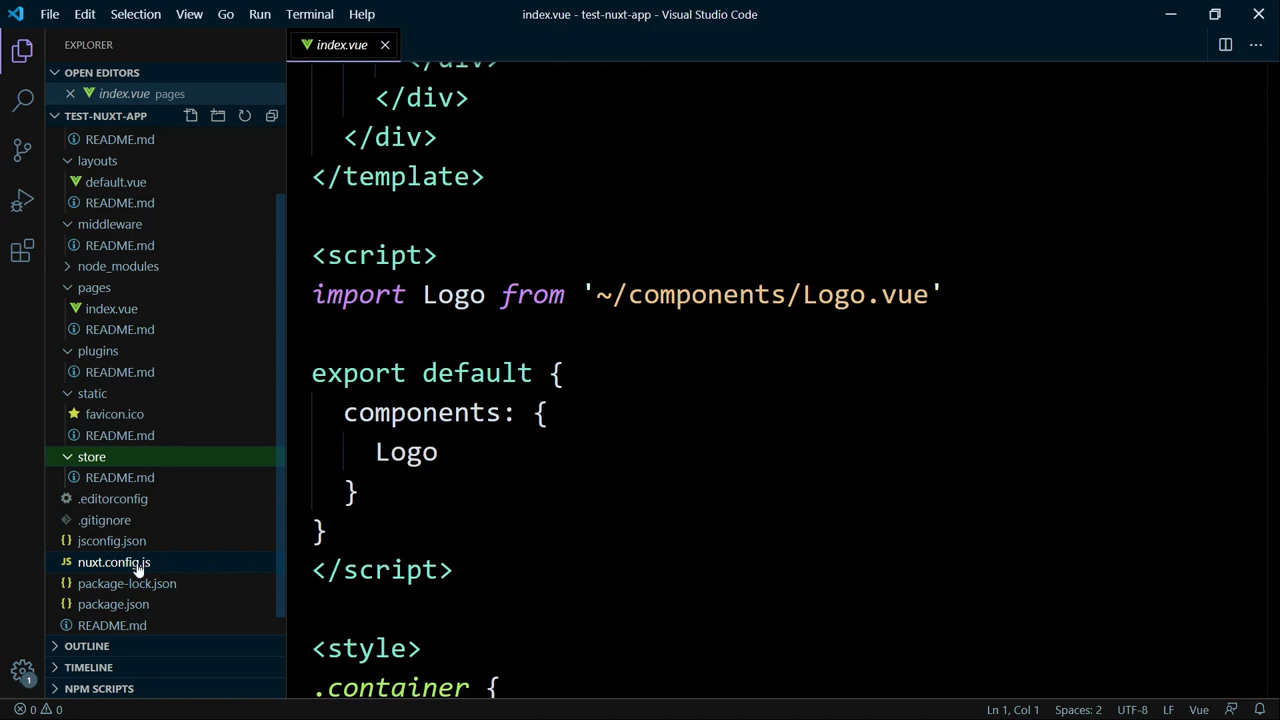 File Edit Selection View Go Run Terminal Help
index.vue - test-nuxt-app - Visual Studio Code
EXPLORER
OPEN EDITORS
index.vue pages
TEST-NUXT-APP
README.md
layouts
default.vue
README.md
middleware
README.md
node_modules
pages
index.vue
README.md
plugins
README.md
static
favicon.ico
README.md
store
README.md
.editorconfig
.gitignore
{} jsconfig.json
JS nuxt.config.js
{} package-lock.json
{} package.json
README.md
OUTLINE
TIMELINE
NPM SCRIPTS
1
index.vue
</div>
</div>
</div>
</template>
<script>
import Logo from '~/components/Logo.vue'
export default {
components: {
Logo
}
}
</script>
<style>
.container {
0 0
Ln 1, Col 1 Spaces: 2 UTF-8 LF Vue